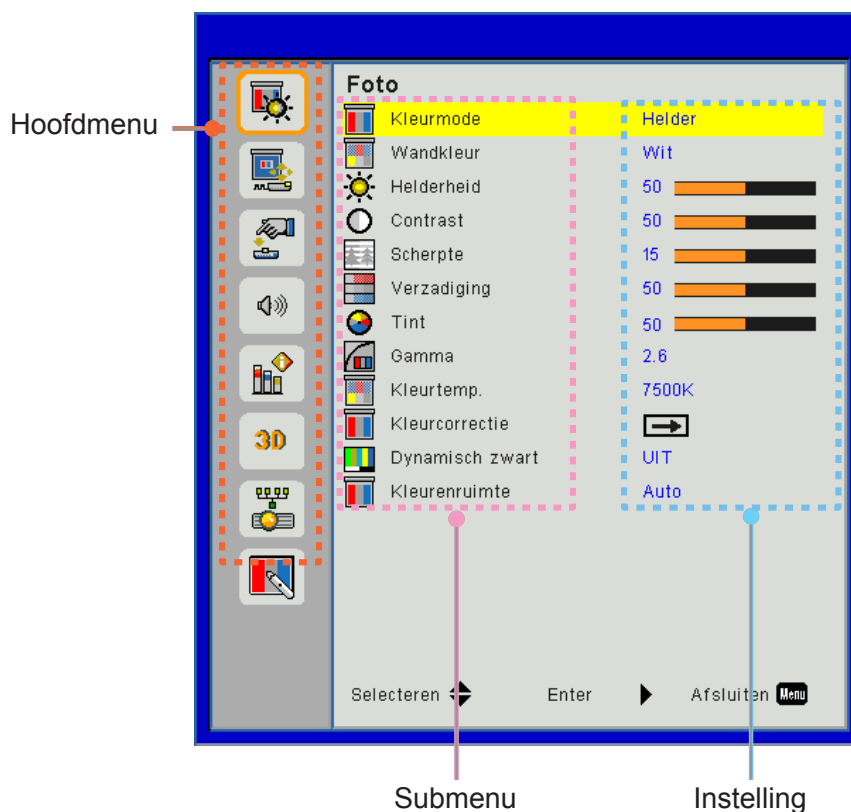 Foto
Hoofdmenu
Kleurmode Helder
Wandkleur Wit
Helderheid 50
Contrast 50
Scherpte 15
Verzadiging 50
Tint 50
Gamma 2.6
Kleurtemp. 7500K
Kleurcorrectie
3D
Dynamisch zwart UIT
Kleurenruimte Auto
Selecteren Enter Afsluiten Menu
Submenu Instelling